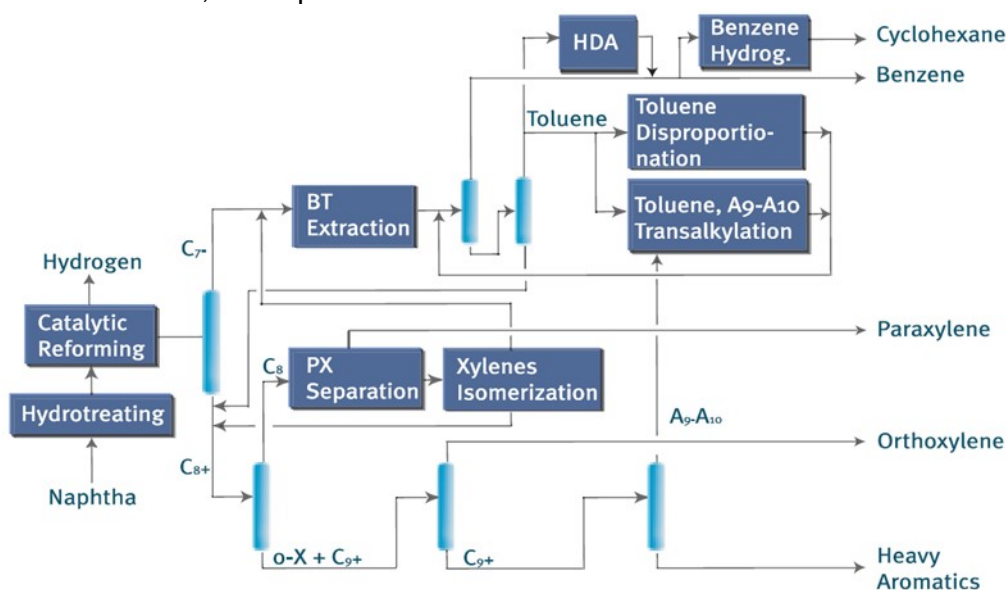 HDA
Benzene
Hydrog.
Cyclohexane
Benzene
Toluene
Toluene
Disproportio-
nation
BT
Extraction
Toluene, A9-A10
Transalkylation
C7-
Hydrogen
Catalytic
Reforming
Paraxylene
C8
PX
Separation
Xylenes
Isomerization
Hydrotreating
A9-A10
Orthoxylene
C8+
Naphtha
o-X + C9+
C9+
Heavy
Aromatics